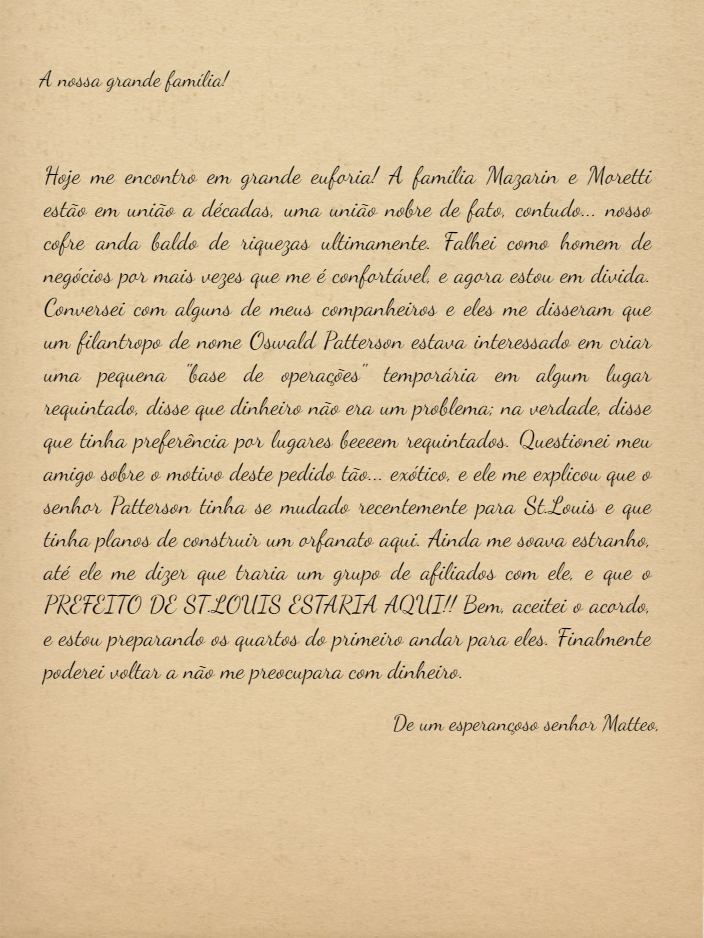 A nossa grande família!
Hoje me encontro em grande euforia! A família Mazarin e Moretti
estão em união a décadas, uma união nobre de fato, contudo... nosso
cofre anda baldo de riquezas ultimamente. Falhei como homem de
negócios por mais vezes que me é confortável, e agora estou em divida.
Conversei com alguns de meus companheiros e eles me disseram que
um filantropo de nome Oswald Patterson estava interessado em criar
uma pequena "base de operações" temporária em algum lugar
requintado, disse que dinheiro não era um problema; na verdade, disse
que tinha preferência por lugares beeeem requintados. Questionei meu
amigo sobre o motivo deste pedido tão... exótico, e ele me explicou que o
senhor Patterson tinha se mudado recentemente para St.Louis e que
tinha planos de construir um orfanato aqui. Ainda me soava estranho,
até ele me dizer que traria um grupo de afiliados com ele, e que o
PREFEITO DE ST.LOUIS ESTARIA AQUI!! Bem, aceitei o acordo,
e estou preparando os quartos do primeiro andar para eles. Finalmente
poderei voltar a não me preocupara com dinheiro.
De um esperançoso senhor Matteo,